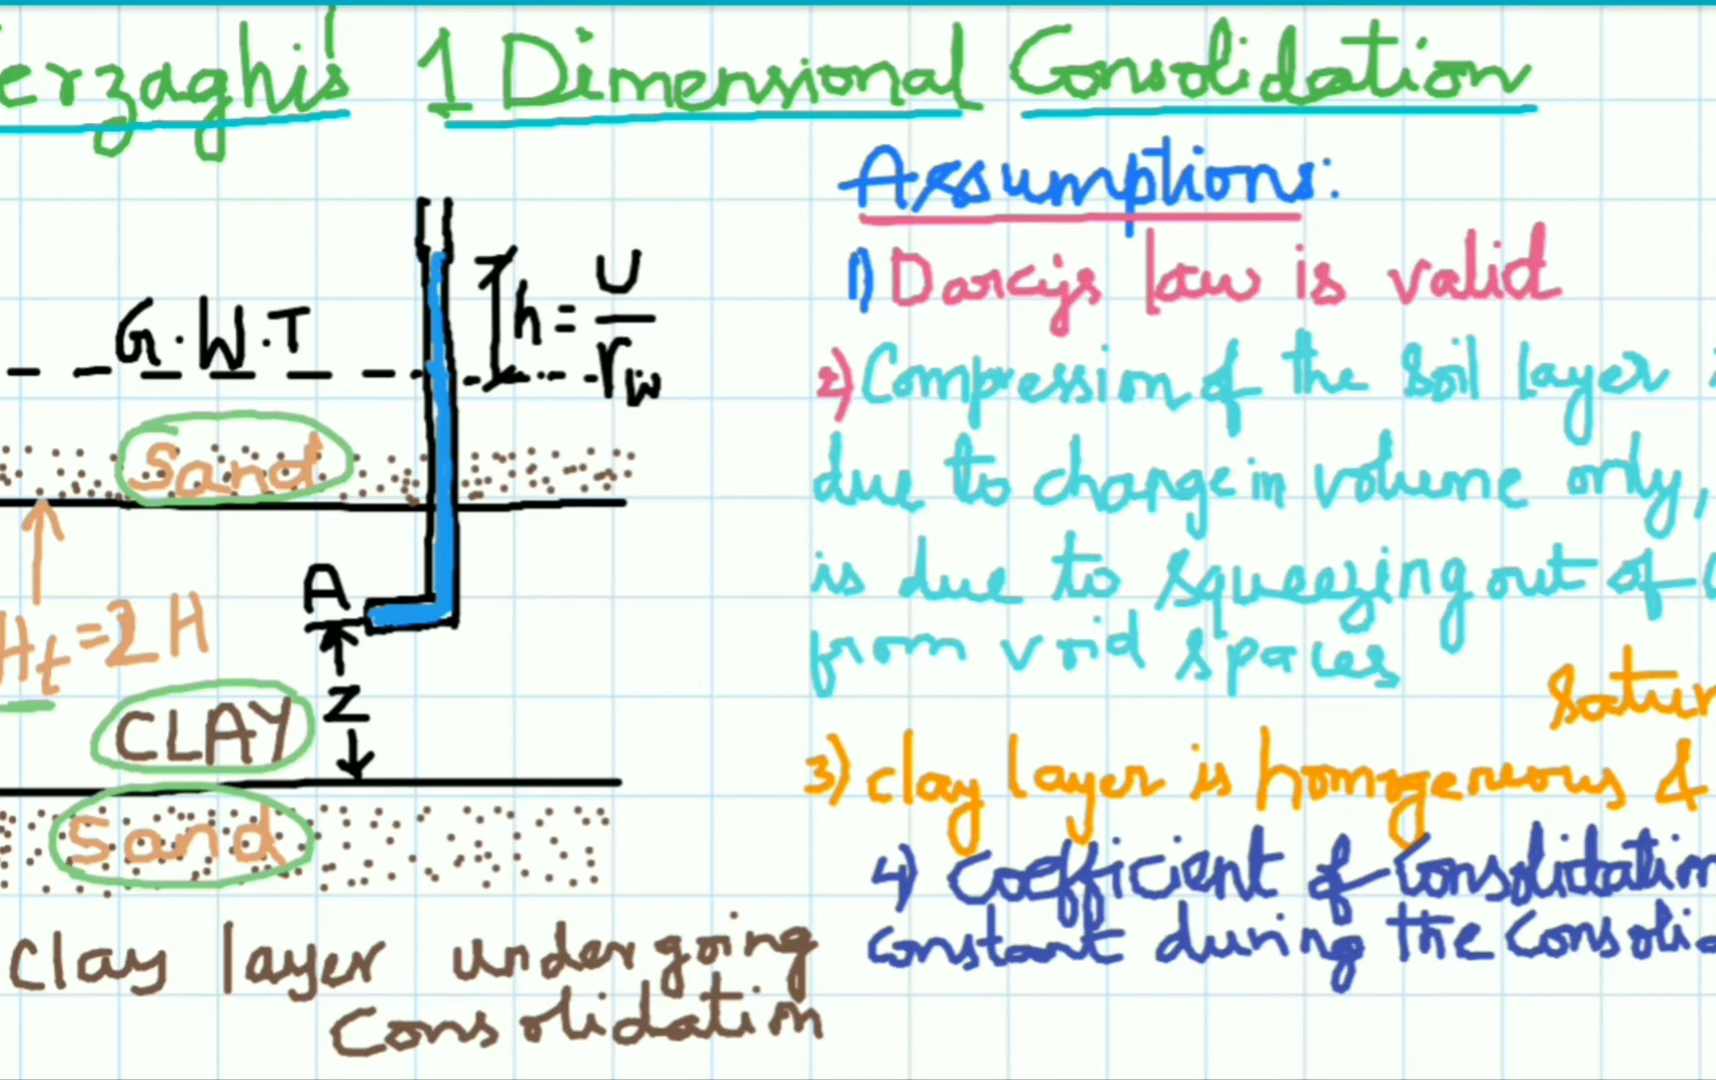 erzaghi's 1 Dimensional Consolidation
Assumptions:
1) Darcy's law is valid
h = U / rw
G.W.T
2) Compression of the soil layer
Sand
due to change in volume only,
A
is due to squeezing out of
Ht = 2H
from void spaces
CLAY
Z
3) clay layer is homogeneous &
Sand
4) Coefficient of Consolidation
constant during the
clay layer undergoing
Consolidation